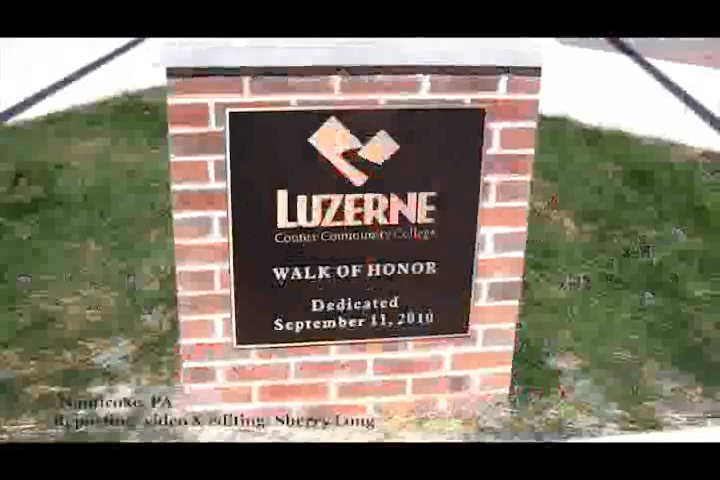 LUZERNE
County Community College
WALK OF HONOR
Dedicated
September 11, 2010
Nanticoke, PA
Reporting, video & editing: Sherry Long